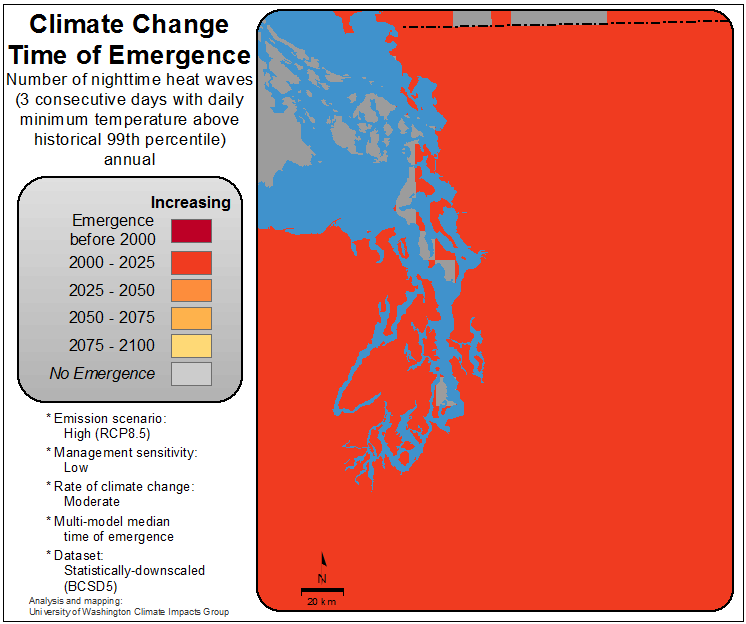 Climate Change
Time of Emergence
Number of nighttime heat waves
(3 consecutive days with daily
minimum temperature above
historical 99th percentile)
annual
Increasing
Emergence
before 2000
2000 - 2025
2025 - 2050
2050 - 2075
2075 - 2100
No Emergence
* Emission scenario:
High (RCP8.5)
* Management sensitivity:
Low
* Rate of climate change:
Moderate
* Multi-model median
time of emergence
* Dataset:
Statistically-downscaled
(BCSD5)
Analysis and mapping:
University of Washington Climate Impacts Group
N
20 km